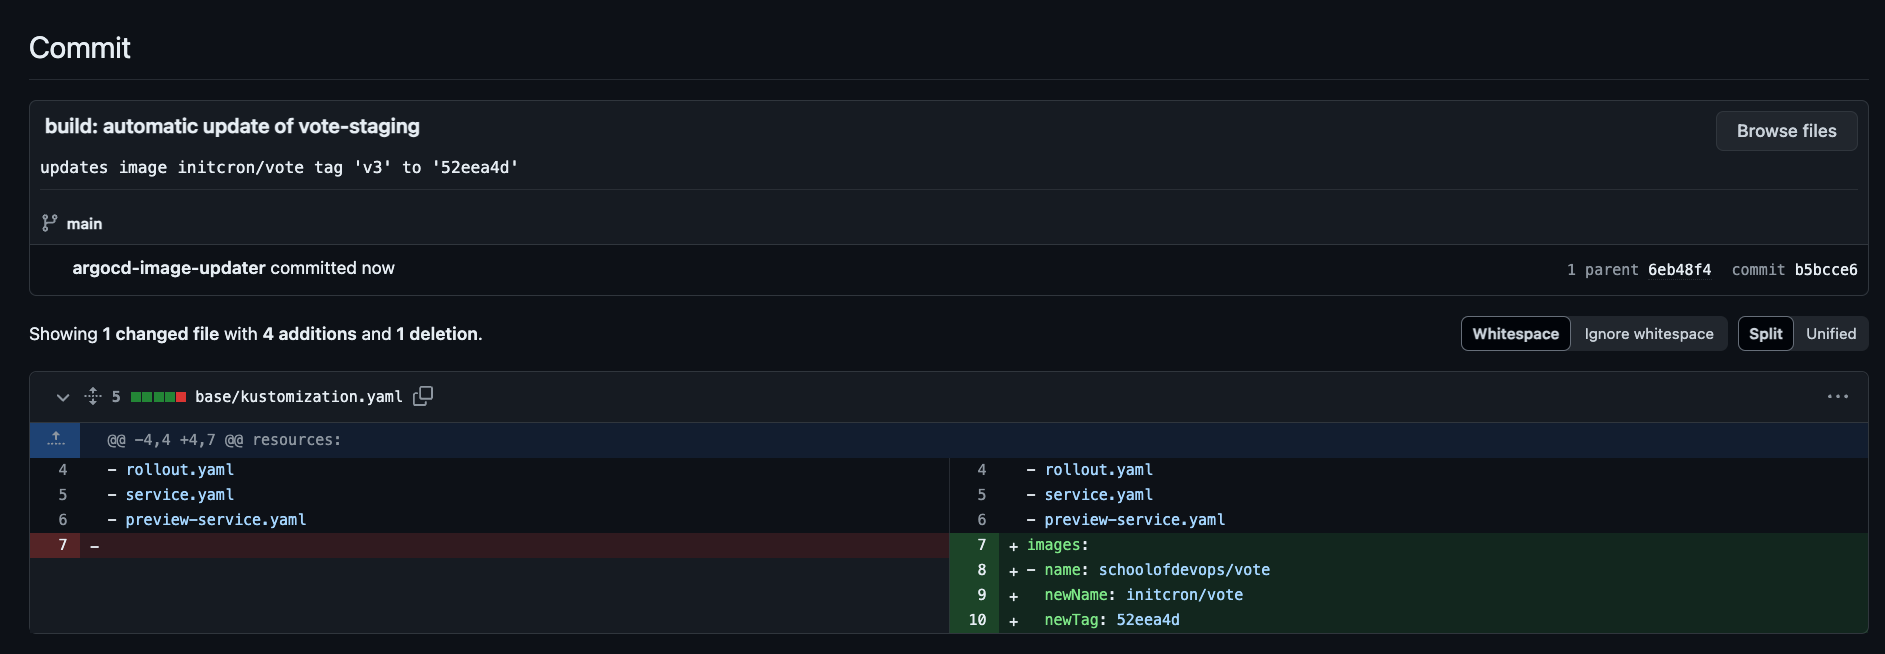 Commit
build: automatic update of vote-staging
Browse files
updates image initcron/vote tag 'v3' to '52eea4d'
main
argocd-image-updater committed now
1 parent 6eb48f4 commit b5bcce6
Showing 1 changed file with 4 additions and 1 deletion.
Whitespace Ignore whitespace Split Unified
5 base/kustomization.yaml
@@ -4,4 +4,7 @@ resources:
4 - rollout.yaml
5 - service.yaml
6 - preview-service.yaml
7 -
4 - rollout.yaml
5 - service.yaml
6 - preview-service.yaml
7 + images:
8 + - name: schoolofdevops/vote
9 + newName: initcron/vote
10 + newTag: 52eea4d